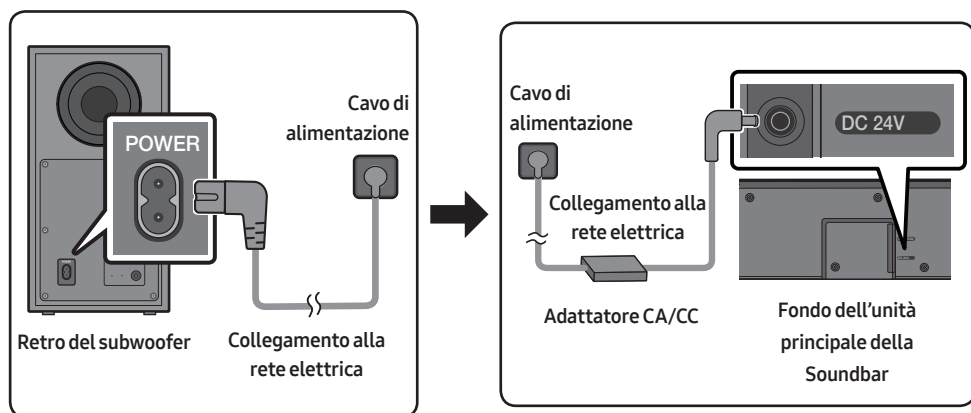 POWER
Cavo di
alimentazione
Retro del subwoofer
Collegamento alla
rete elettrica
Cavo di
alimentazione
DC 24V
Collegamento alla
rete elettrica
Adattatore CA/CC
Fondo dell'unità
principale della
Soundbar